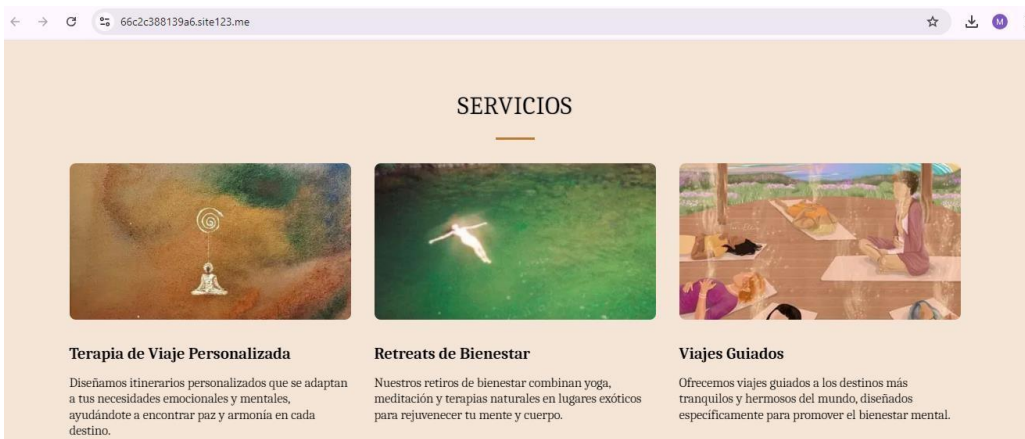 66c2c388139a6.site123.me
M
SERVICIOS
Terapia de Viaje Personalizada
Diseñamos itinerarios personalizados que se adaptan
a tus necesidades emocionales y mentales,
ayudándote a encontrar paz y armonía en cada
destino.
Retreats de Bienestar
Nuestros retiros de bienestar combinan yoga,
meditación y terapias naturales en lugares exóticos
para rejuvenecer tu mente y cuerpo.
Viajes Guiados
Ofrecemos viajes guiados a los destinos más
tranquilos y hermosos del mundo, diseñados
específicamente para promover el bienestar mental.